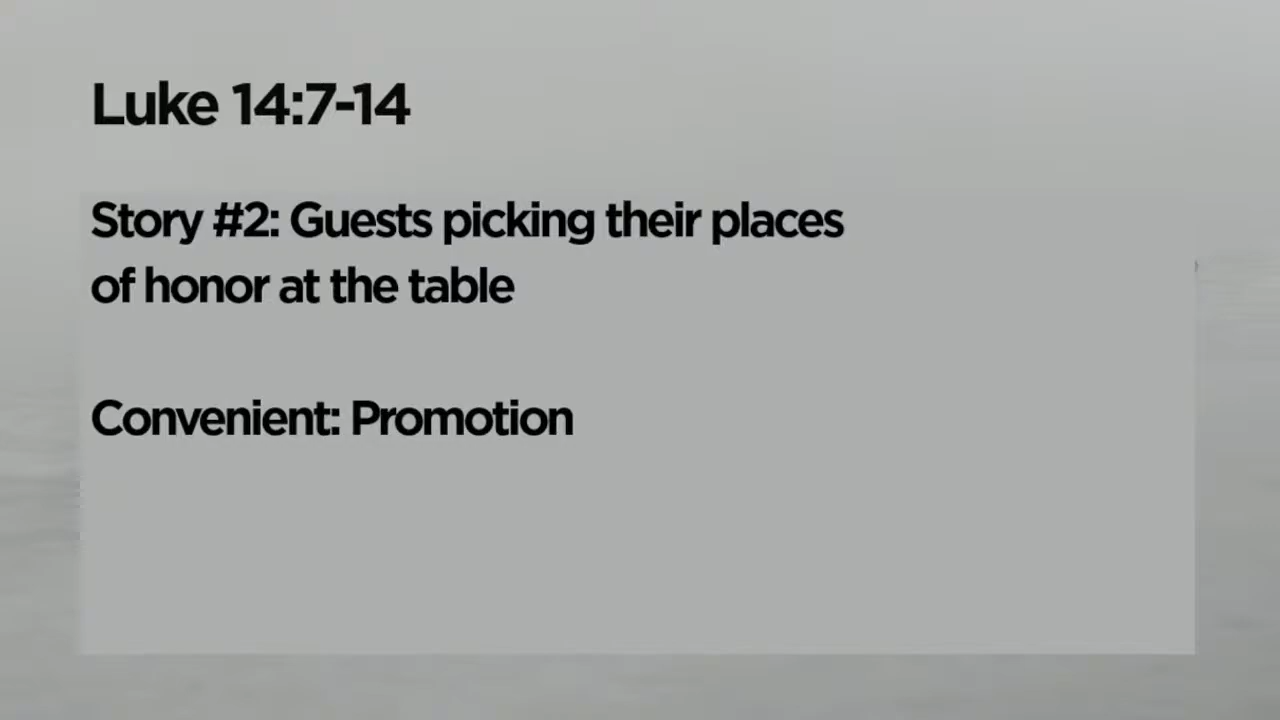 Luke 14:7-14
Story #2: Guests picking their places
of honor at the table
Convenient: Promotion